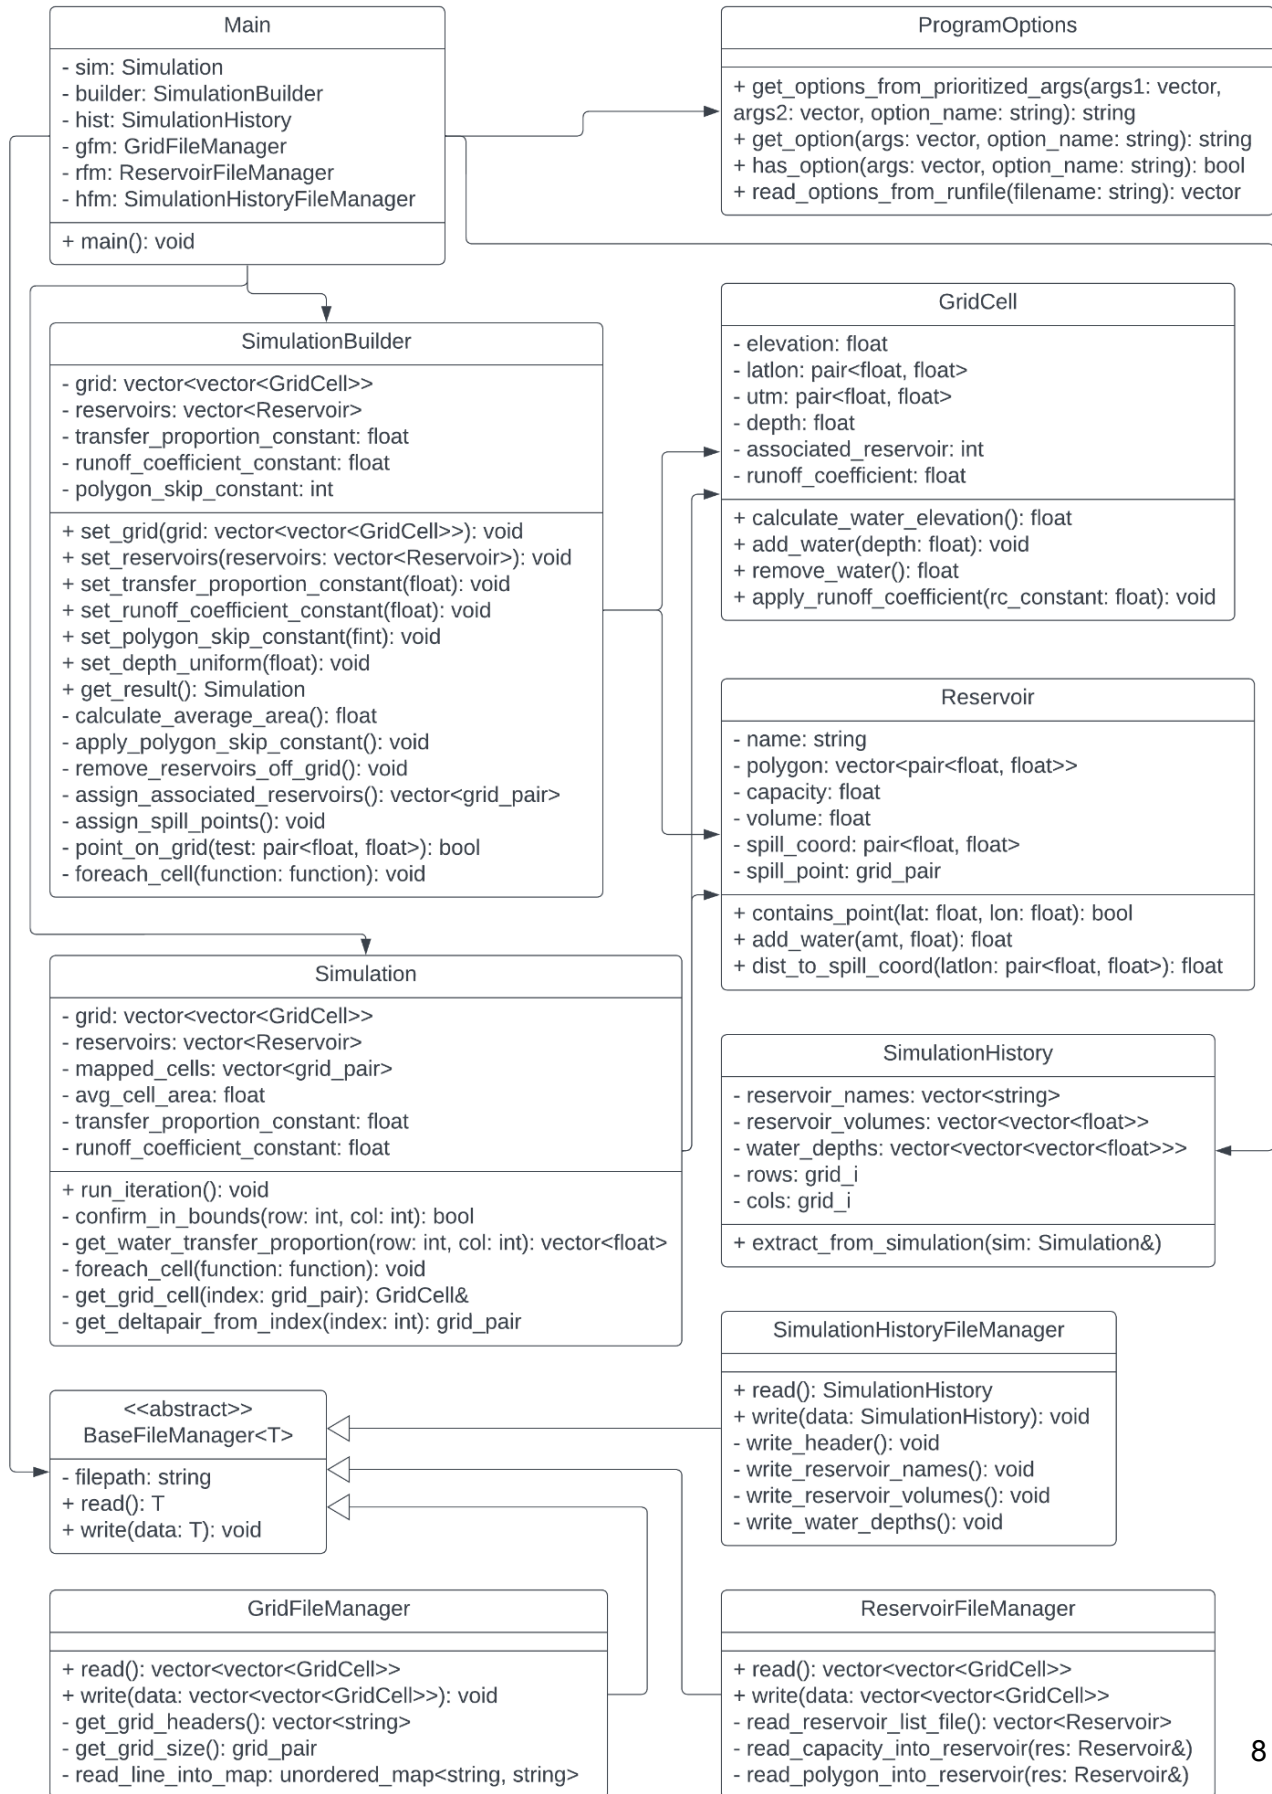 Main
- sim: Simulation
- builder: SimulationBuilder
- hist: SimulationHistory
- gfm: GridFileManager
- rfm: ReservoirFileManager
- hfm: SimulationHistoryFileManager
+ main(): void
ProgramOptions
+ get_options_from_prioritized_args(args1: vector,
args2: vector, option_name: string): string
+ get_option(args: vector, option_name: string): string
+ has_option(args: vector, option_name: string): bool
+ read_options_from_runfile(filename: string): vector
SimulationBuilder
- grid: vector<vector<GridCell>>
- reservoirs: vector<Reservoir>
- transfer_proportion_constant: float
- runoff_coefficient_constant: float
- polygon_skip_constant: int
+ set_grid(grid: vector<vector<GridCell>>): void
+ set_reservoirs(reservoirs: vector<Reservoir>): void
+ set_transfer_proportion_constant(float): void
+ set_runoff_coefficient_constant(float): void
+ set_polygon_skip_constant(fint): void
+ set_depth_uniform(float): void
+ get_result(): Simulation
- calculate_average_area(): float
- apply_polygon_skip_constant(): void
- remove_reservoirs_off_grid(): void
- assign_associated_reservoirs(): vector<grid_pair>
- assign_spill_points(): void
- point_on_grid(test: pair<float, float>): bool
- foreach_cell(function: function): void
GridCell
- elevation: float
- latlon: pair<float, float>
- utm: pair<float, float>
- depth: float
- associated_reservoir: int
- runoff_coefficient: float
+ calculate_water_elevation(): float
+ add_water(depth: float): void
+ remove_water(): float
+ apply_runoff_coefficient(rc_constant: float): void
Reservoir
- name: string
- polygon: vector<pair<float, float>>
- capacity: float
- volume: float
- spill_coord: pair<float, float>
- spill_point: grid_pair
+ contains_point(lat: float, lon: float): bool
+ add_water(amt, float): float
+ dist_to_spill_coord(latlon: pair<float, float>): float
Simulation
- grid: vector<vector<GridCell>>
- reservoirs: vector<Reservoir>
- mapped_cells: vector<grid_pair>
- avg_cell_area: float
- transfer_proportion_constant: float
- runoff_coefficient_constant: float
+ run_iteration(): void
- confirm_in_bounds(row: int, col: int): bool
- get_water_transfer_proportion(row: int, col: int): vector<float>
- foreach_cell(function: function): void
- get_grid_cell(index: grid_pair): GridCell&
- get_deltapair_from_index(index: int): grid_pair
SimulationHistory
- reservoir_names: vector<string>
- reservoir_volumes: vector<vector<float>>
- water_depths: vector<vector<vector<float>>>
- rows: grid_i
- cols: grid_i
+ extract_from_simulation(sim: Simulation&)
SimulationHistoryFileManager
+ read(): SimulationHistory
+ write(data: SimulationHistory): void
- write_header(): void
- write_reservoir_names(): void
- write_reservoir_volumes(): void
- write_water_depths(): void
<<abstract>>
BaseFileManager<T>
- filepath: string
+ read(): T
+ write(data: T): void
GridFileManager
+ read(): vector<vector<GridCell>>
+ write(data: vector<vector<GridCell>>): void
- get_grid_headers(): vector<string>
- get_grid_size(): grid_pair
- read_line_into_map: unordered_map<string, string>
ReservoirFileManager
+ read(): vector<vector<GridCell>>
+ write(data: vector<vector<GridCell>>
- read_reservoir_list_file(): vector<Reservoir>
- read_capacity_into_reservoir(res: Reservoir&)
- read_polygon_into_reservoir(res: Reservoir&)
8